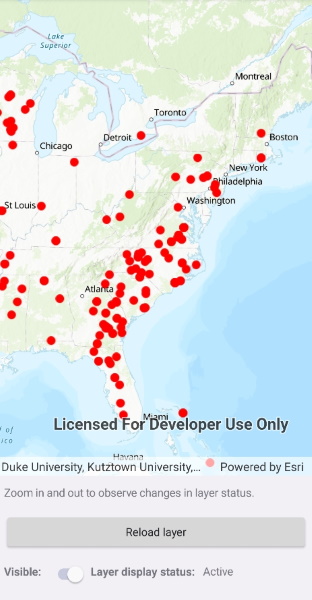 Lake
Superior
Montreal
Toronto
Detroit
Chicago
Boston
New York
Philadelphia
St Louis
Washington
Atlanta
Miami
Licensed For Developer Use Only
Havana
Duke University, Kutztown University,...
Powered by Esri
Zoom in and out to observe changes in layer status.
Reload layer
Visible:
Layer display status: Active